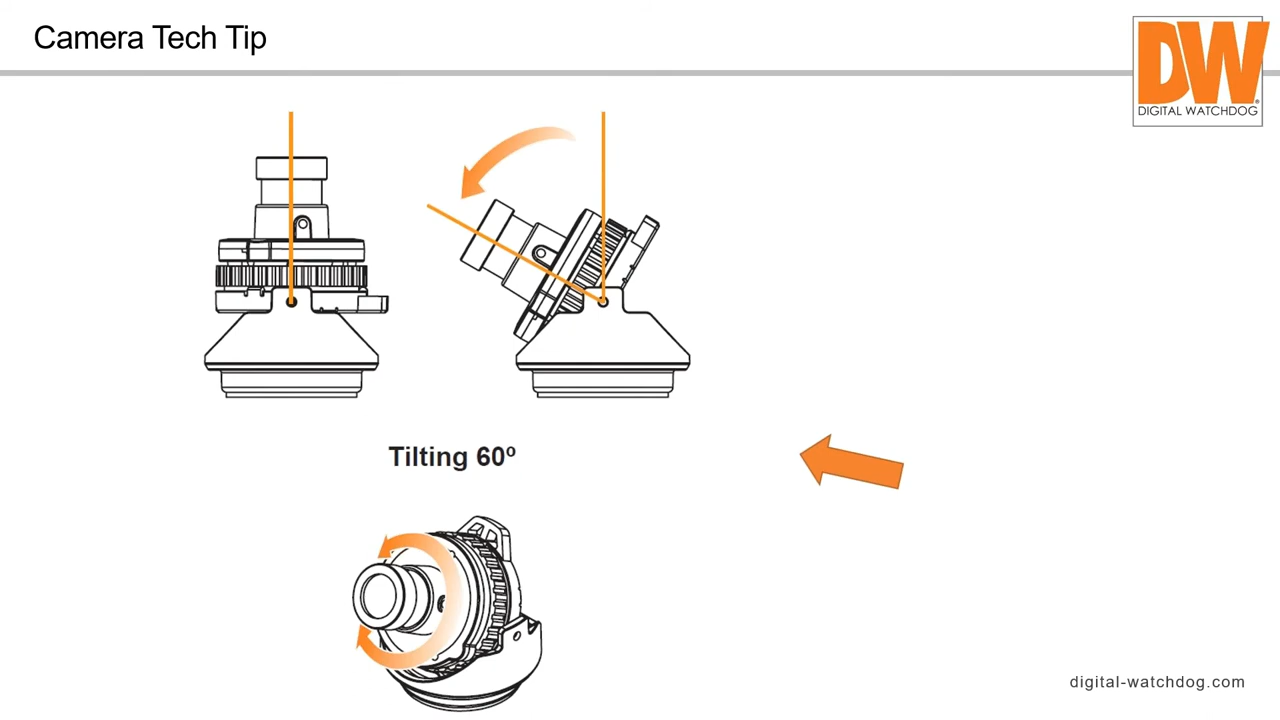 Camera Tech Tip
DW
DIGITAL WATCHDOG®
Tilting 60º
digital-watchdog.com